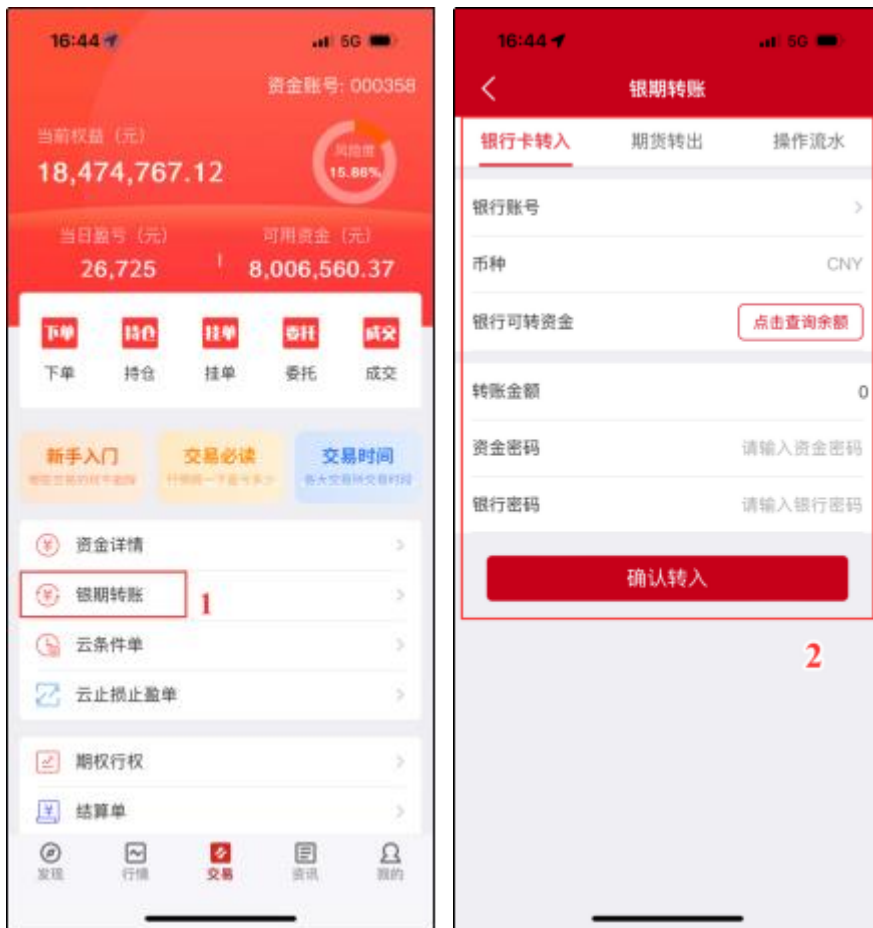 16:44
5G
资金账号: 000358
当前权益（元）
18,474,767.12
风险度
15.86%
当日盈亏（元）
可用资金（元）
26,725
8,006,560.37
下单 持仓 挂单 委托 成交
下单 持仓 挂单 委托 成交
新手入门 交易必读 交易时间
各大交易所交易时段
资金详情
银期转账
1
云条件单
云止损止盈单
期权行权
结算单
发现 行情 交易 资讯 我的
16:44
5G
银期转账
银行卡转入 期货转出 操作流水
银行账号
币种 CNY
银行可转资金 点击查询余额
转账金额 0
资金密码 请输入资金密码
银行密码 请输入银行密码
确认转入
2